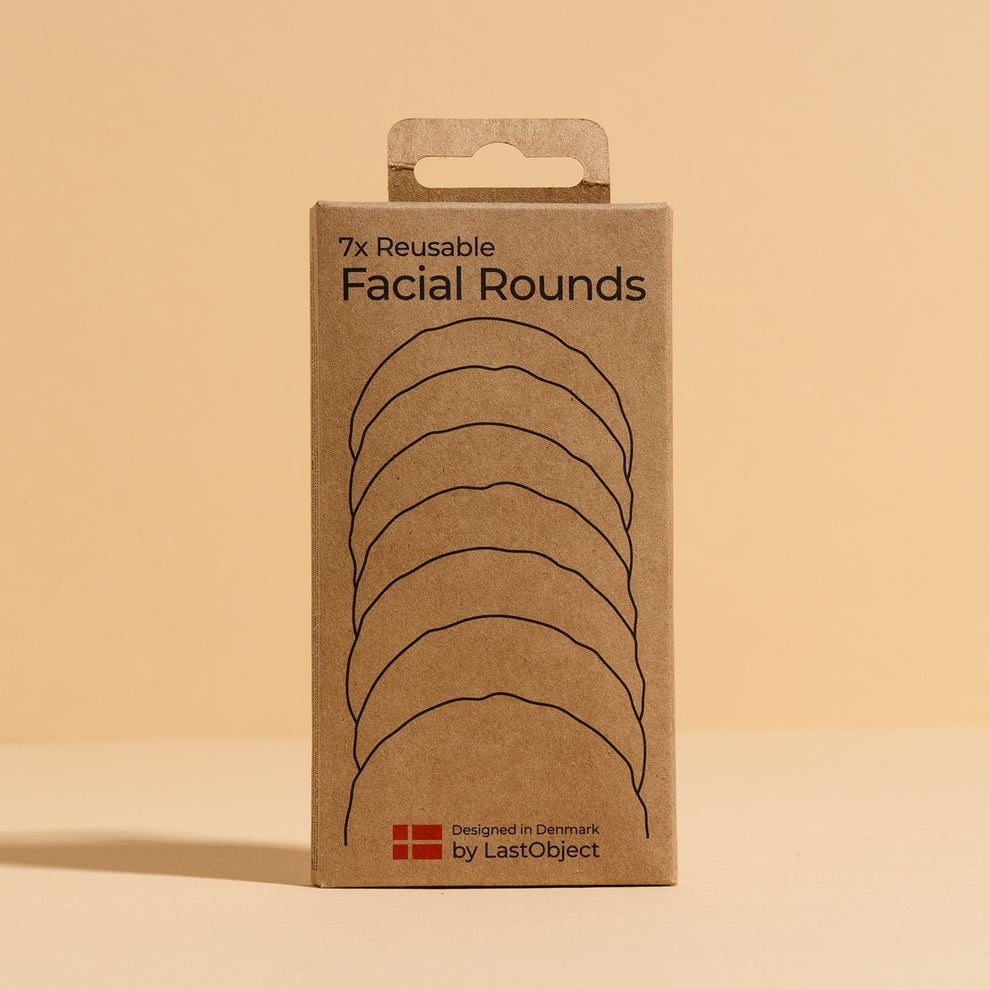 7x Reusable
Facial Rounds
Designed in Denmark
by LastObject